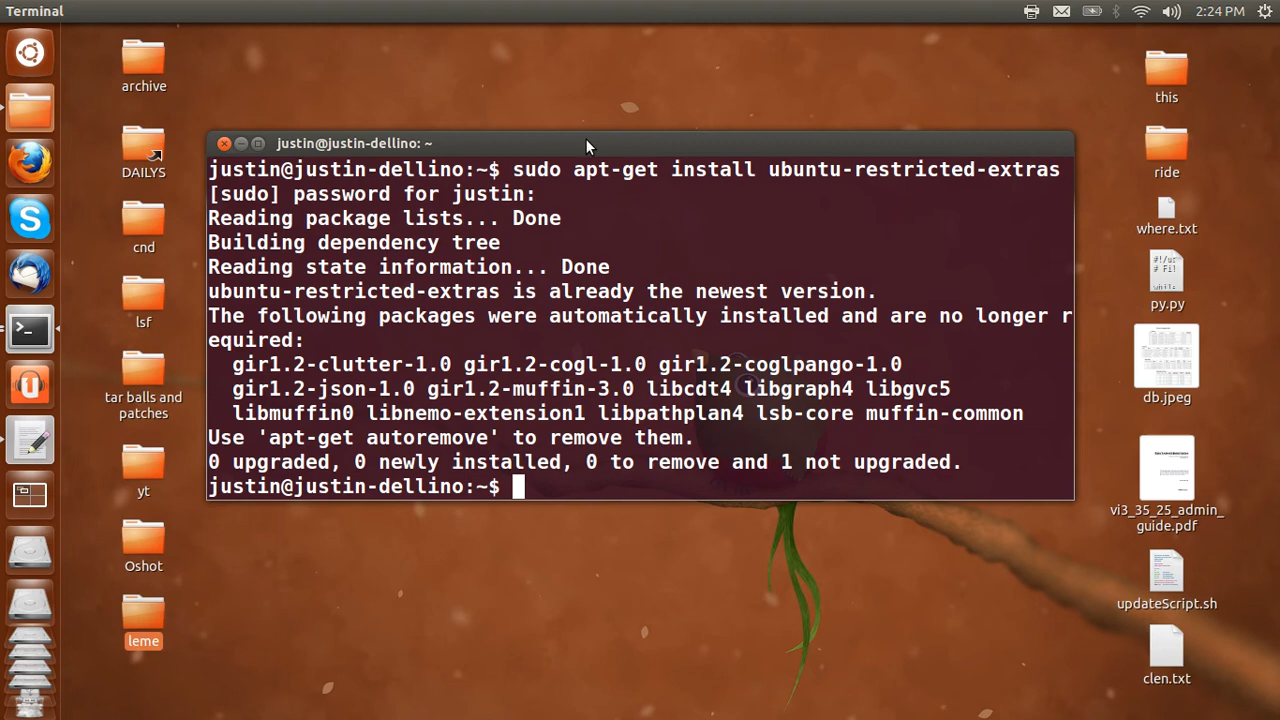 Terminal
2:24 PM
archive
DAILYS
cnd
lsf
tar balls and
patches
yt
Oshot
leme
justin@justin-dellino: ~
justin@justin-dellino:~$ sudo apt-get install ubuntu-restricted-extras
[sudo] password for justin:
Reading package lists... Done
Building dependency tree
Reading state information... Done
ubuntu-restricted-extras is already the newest version.
The following packages were automatically installed and are no longer r
equired:
  gir1.2-clutter-1.0 gir1.2-cogl-1.0 gir1.2-coglpango-1.0
  gir1.2-json-1.0 gir1.2-muffin-3.0 libcdt4 libgraph4 libgvc5
  libmuffin0 libnemo-extension1 libpathplan4 lsb-core muffin-common
Use 'apt-get autoremove' to remove them.
0 upgraded, 0 newly installed, 0 to remove and 1 not upgraded.
justin@justin-dellino:~$
this
ride
where.txt
#!/u:
# Fi!
while
py.py
db.jpeg
vi3_35_25_admin_
guide.pdf
updateScript.sh
clen.txt